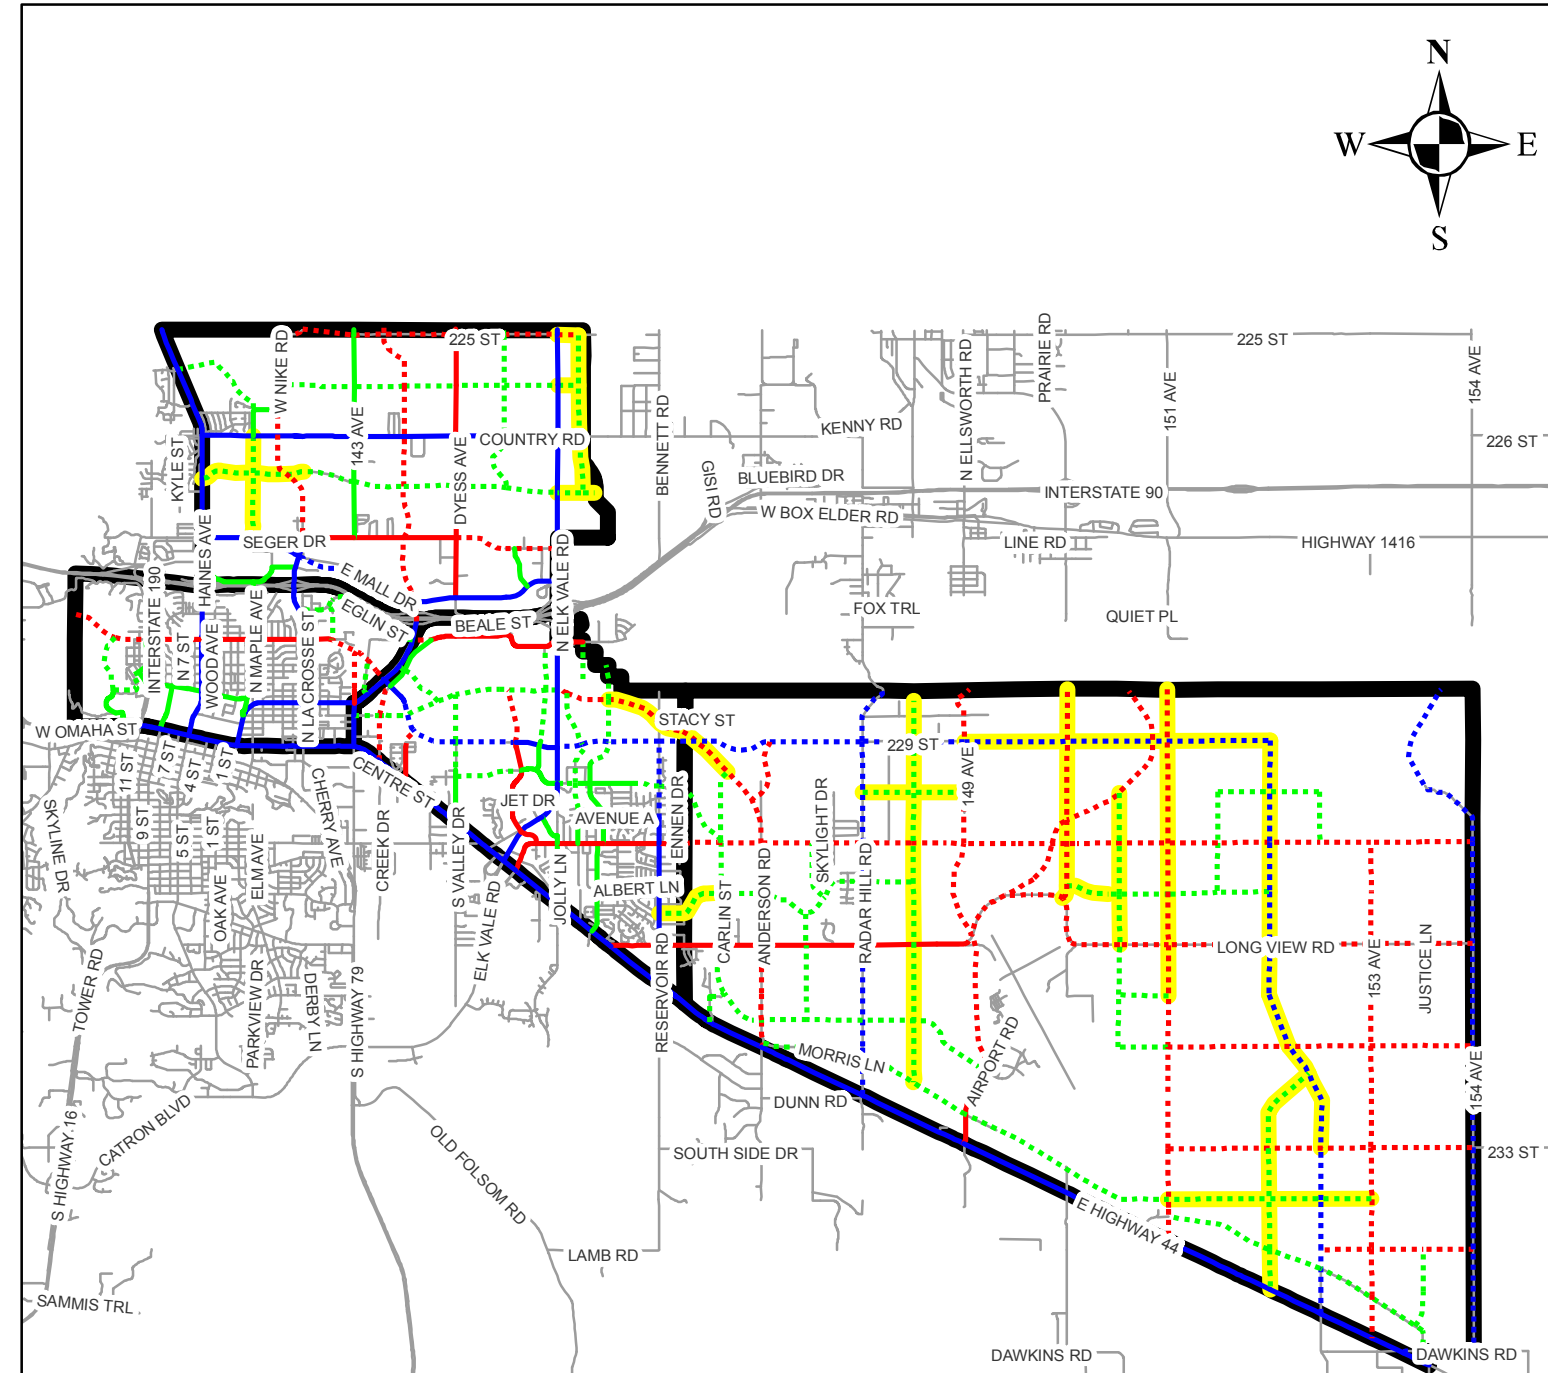 N
W
E
S
225 ST
225 ST
W NIKE RD
PRAIRIE RD
154 AVE
151 AVE
N ELLSWORTH RD
BENNETT RD
143 AVE
KENNY RD
COUNTRY RD
226 ST
KYLE ST
DYESS AVE
GISI RD
BLUEBIRD DR
INTERSTATE 90
W BOX ELDER RD
SEGER DR
LINE RD
HIGHWAY 1416
HAINES AVE
E MALL DR
N ELK VALE RD
INTERSTATE 190
EGLIN ST
BEALE ST
FOX TRL
QUIET PL
N 7 ST
WOOD AVE
N MAPLE AVE
N LA CROSSE ST
W OMAHA ST
STACY ST
229 ST
11 ST
7 ST
4 ST
1 ST
CENTRE ST
149 AVE
SKYLINE DR
9 ST
5 ST
1 ST
CHERRY AVE
JET DR
AVENUE A
ENNEN DR
SKYLIGHT DR
CREEK DR
S VALLEY DR
ELM AVE
OAK AVE
JOLLY LN
ALBERT LN
CARLIN ST
ANDERSON RD
RADAR HILL RD
ELK VALE RD
LONG VIEW RD
153 AVE
JUSTICE LN
TOWER RD
PARKVIEW DR
DERBY LN
S HIGHWAY 79
RESERVOIR RD
MORRIS LN
AIRPORT RD
154 AVE
DUNN RD
CATRON BLVD
S HIGHWAY 16
OLD FOLSOM RD
SOUTH SIDE DR
233 ST
E HIGHWAY 44
LAMB RD
SAMMIS TRL
DAWKINS RD
DAWKINS RD